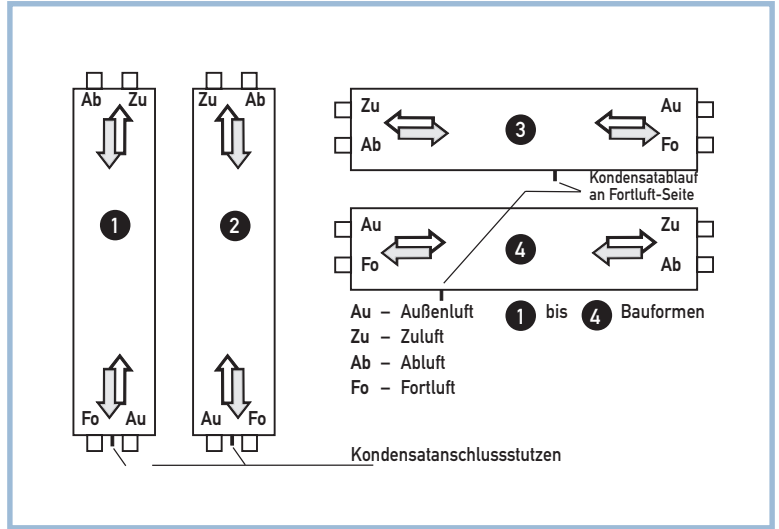 Ab Zu
1
Fo Au
Zu Ab
2
Au Fo
Zu Au
3
Ab Fo
Kondensatablauf
an Fortluft-Seite
Au Zu
4
Fo Ab
Au – Außenluft
Zu – Zuluft
Ab – Abluft
Fo – Fortluft
1 bis 4 Bauformen
Kondensatanschlussstutzen